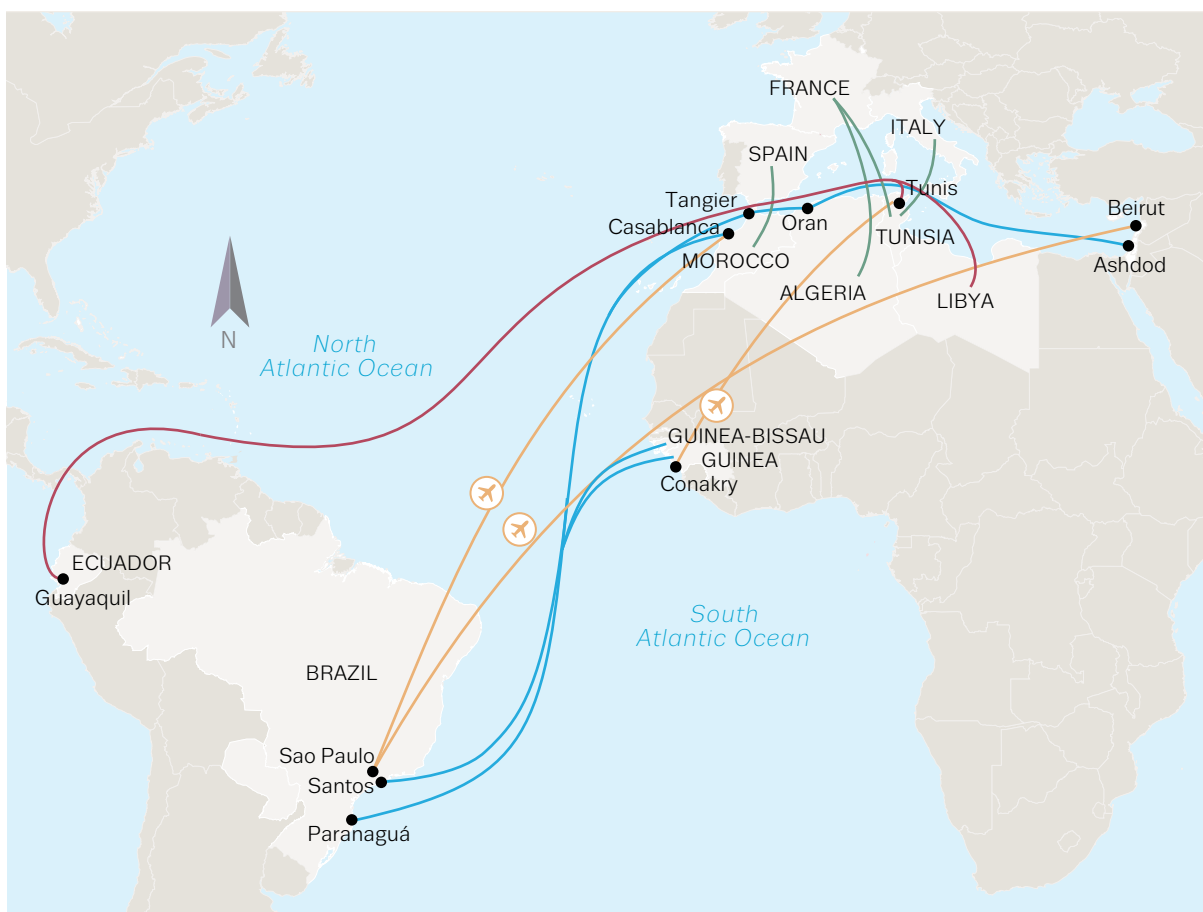 FRANCE
ITALY
SPAIN
Tangier
Tunis
Casablanca
Oran
Beirut
TUNISIA
MOROCCO
Ashdod
ALGERIA
LIBYA
N
North
Atlantic Ocean
GUINEA-BISSAU
GUINEA
Conakry
ECUADOR
Guayaquil
South
Atlantic Ocean
BRAZIL
Sao Paulo
Santos
Paranaguá